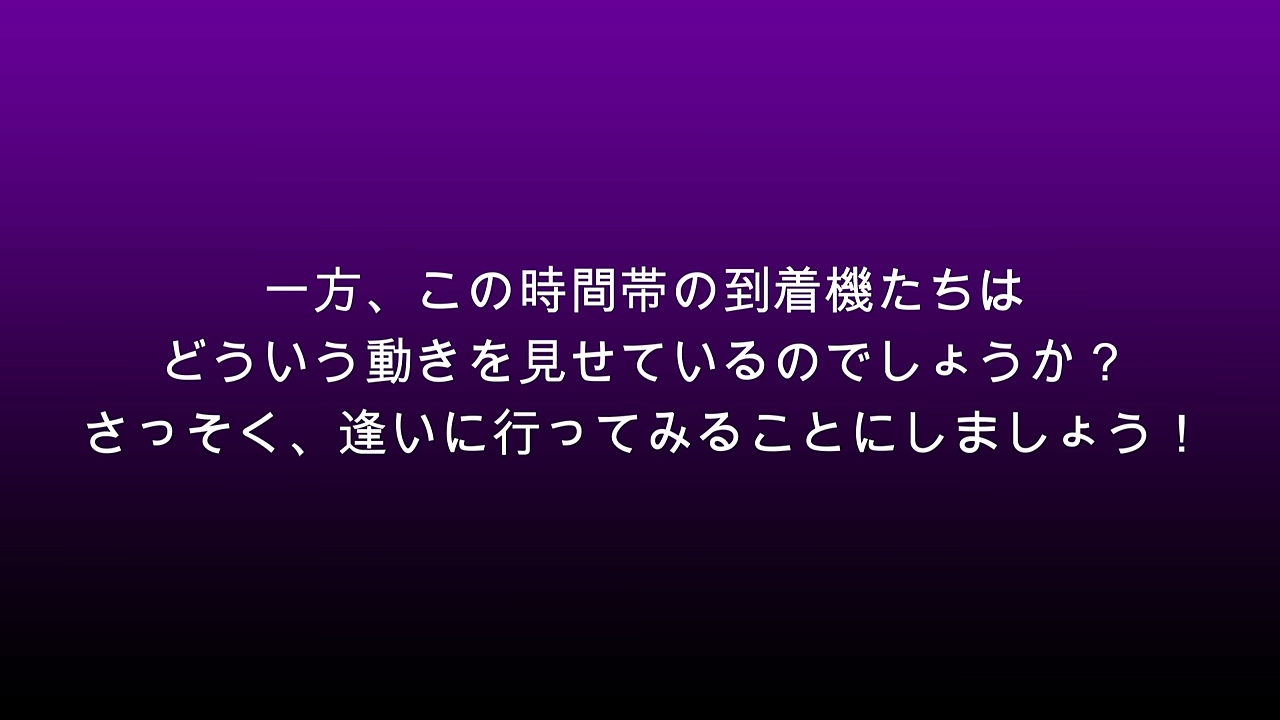 一方、この時間帯の到着機たちは
どういう動きを見せているのでしょうか？
さっそく、逢いに行ってみることにしましょう！